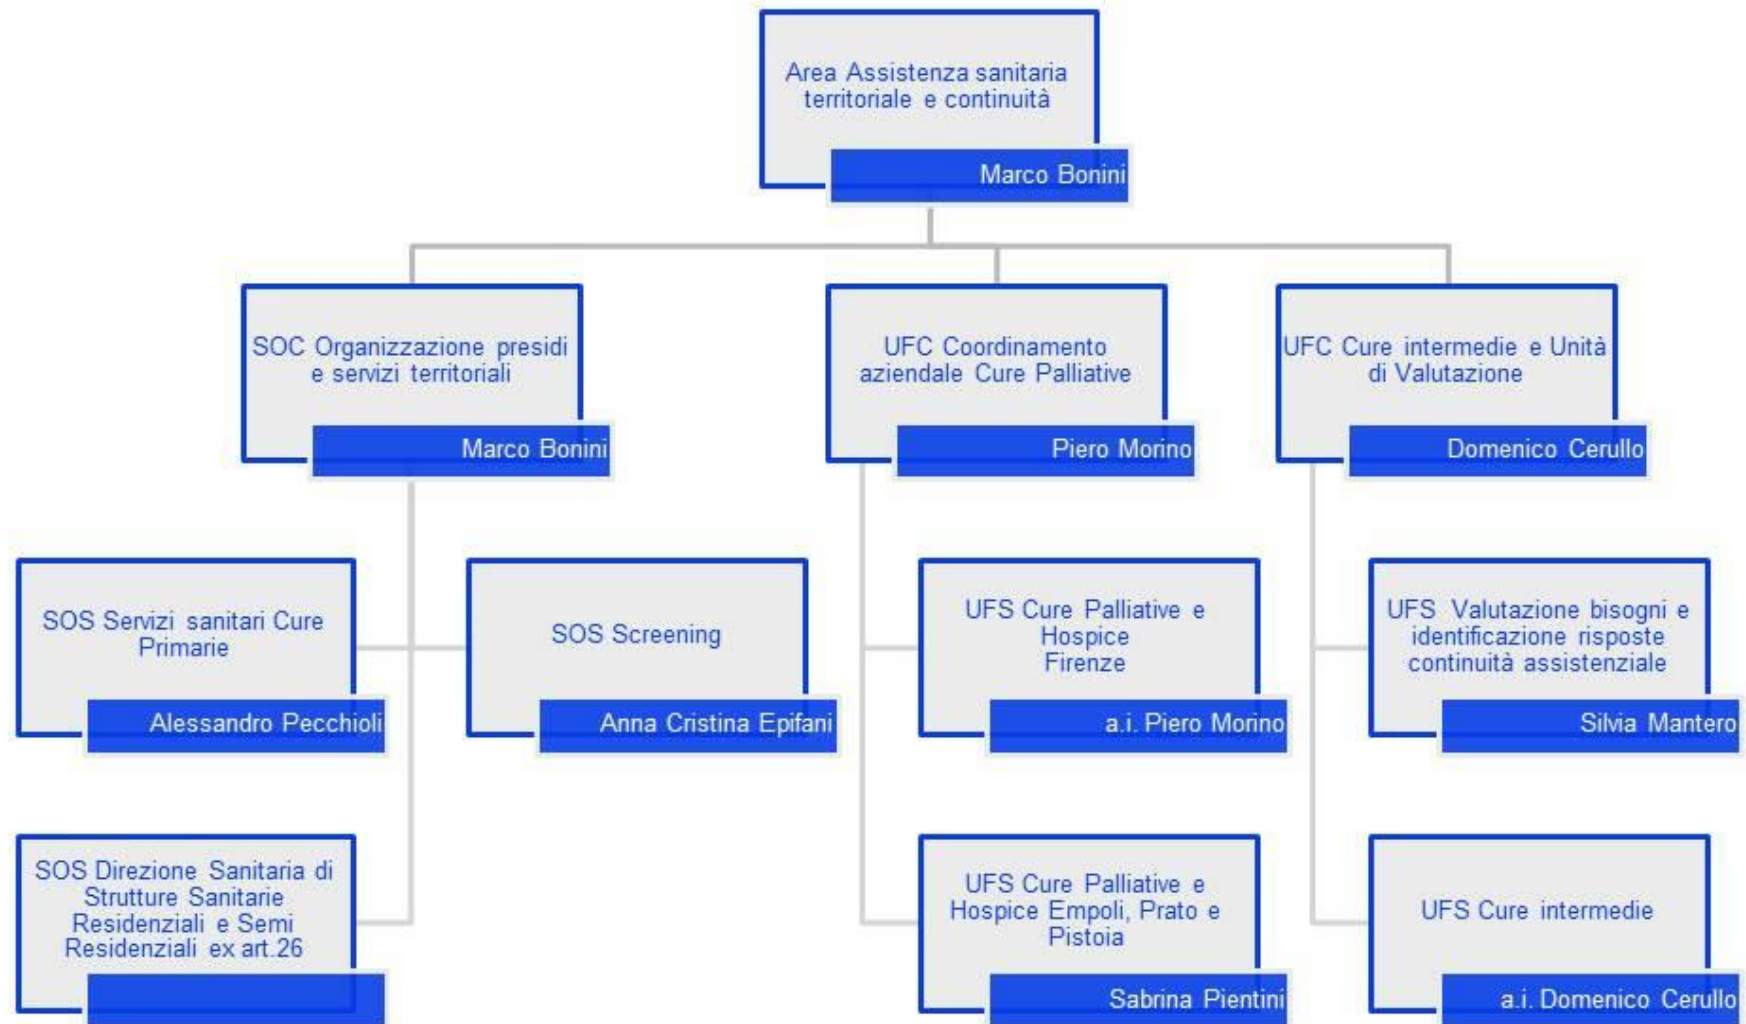 Area Assistenza sanitaria
territoriale e continuità
Marco Bonini
SOC Organizzazione presidi
e servizi territoriali
Marco Bonini
UFC Coordinamento
aziendale Cure Palliative
Piero Morino
UFC Cure intermedie e Unità
di Valutazione
Domenico Cerullo
SOS Servizi sanitari Cure
Primarie
Alessandro Pecchioli
SOS Screening
Anna Cristina Epifani
UFS Cure Palliative e
Hospice
Firenze
a.i. Piero Morino
UFS Valutazione bisogni e
identificazione risposte
continuità assistenziale
Silvia Mantero
SOS Direzione Sanitaria di
Strutture Sanitarie
Residenziali e Semi
Residenziali ex art.26
UFS Cure Palliative e
Hospice Empoli, Prato e
Pistoia
Sabrina Pientini
UFS Cure intermedie
a.i. Domenico Cerullo